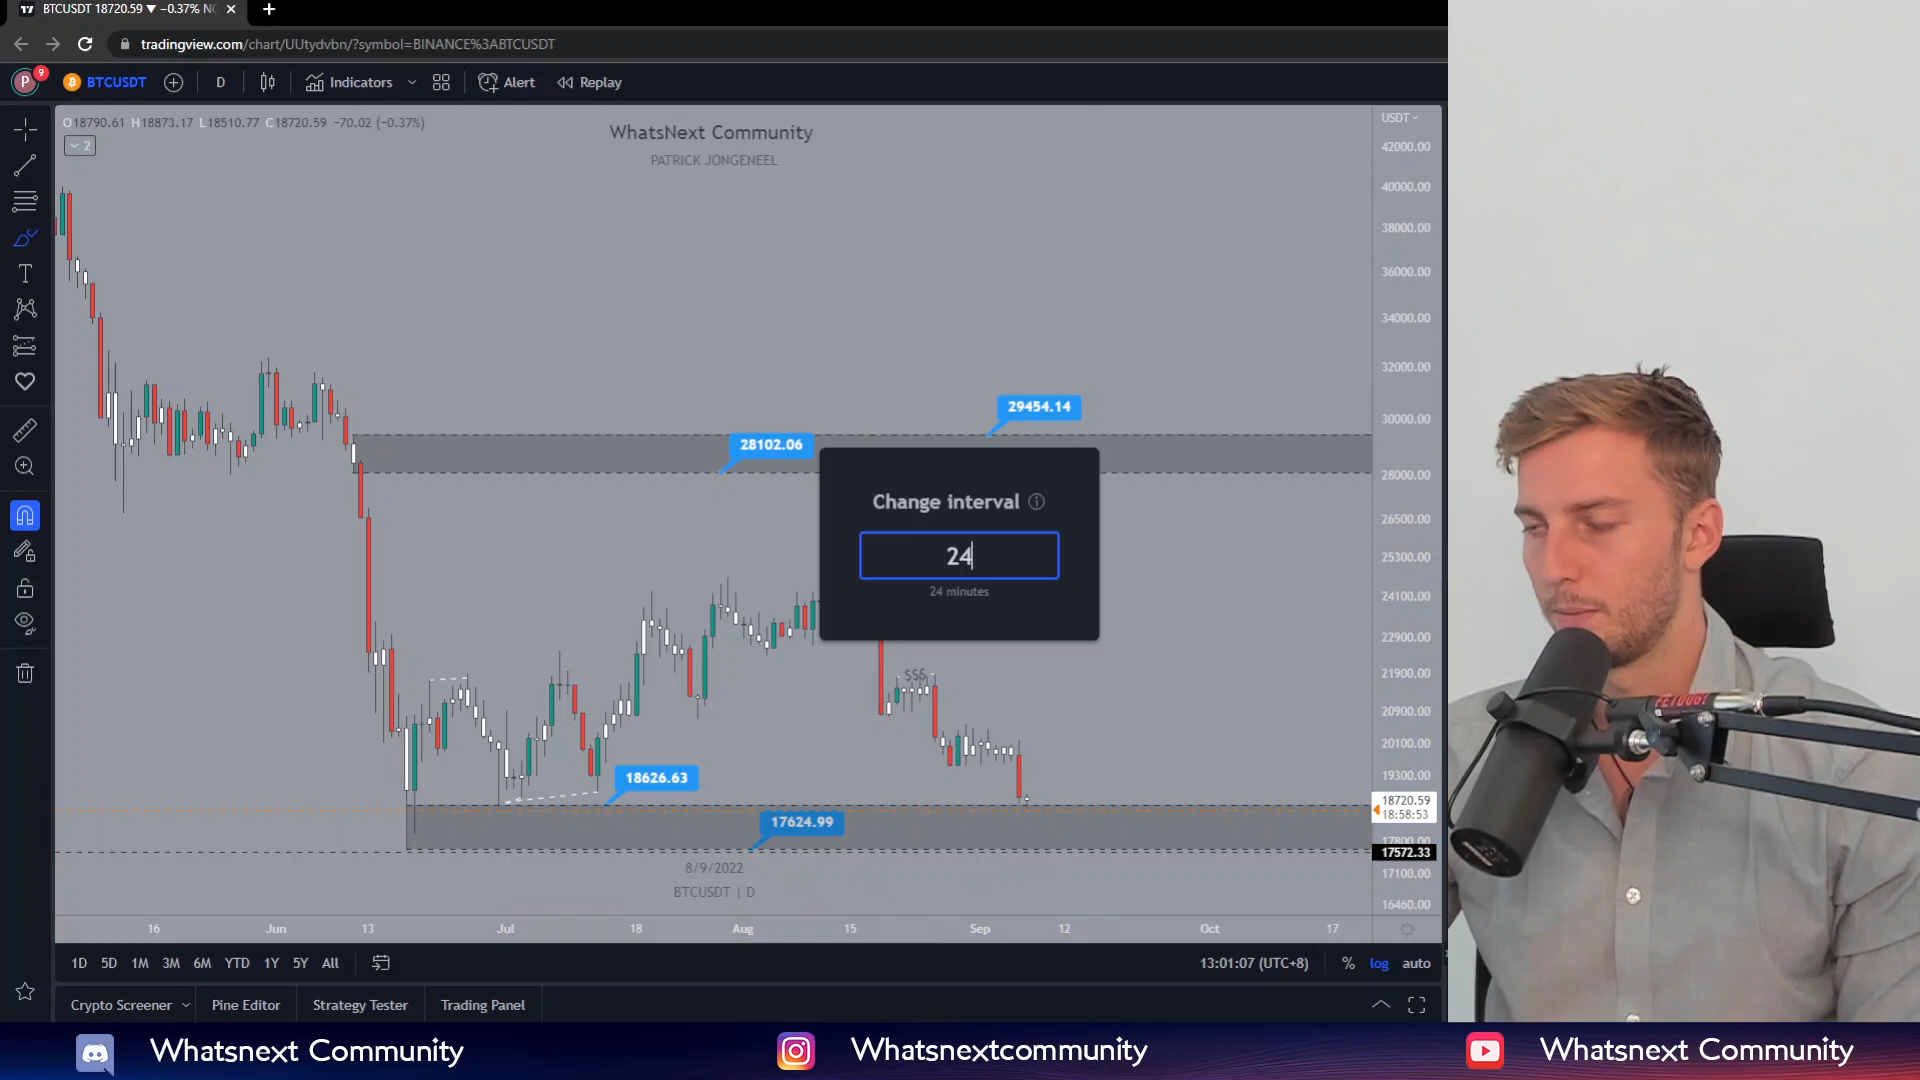 BTCUSDT 18720.59 ▼ −0.37%
tradingview.com/chart/UUtydvbn/?symbol=BINANCE%3ABTCUSDT
P 9 BTCUSDT D Indicators Alert Replay
O18790.61 H18873.17 L18510.77 C18720.59 −70.02 (−0.37%)
2
WhatsNext Community
PATRICK JONGENEEL
USDT
42000.00
40000.00
38000.00
36000.00
34000.00
32000.00
30000.00
28000.00
26500.00
25300.00
24100.00
22900.00
21900.00
20900.00
20100.00
19300.00
18720.59
18:58:53
17800.00
17572.33
17100.00
16460.00
29454.14
28102.06
Change interval
24
24 minutes
$$$
18626.63
17624.99
8/9/2022
BTCUSDT | D
16 Jun 13 Jul 18 Aug 15 Sep 12 Oct 17
1D 5D 1M 3M 6M YTD 1Y 5Y All 13:01:07 (UTC+8) % log auto
Crypto Screener Pine Editor Strategy Tester Trading Panel
Whatsnext Community Whatsnextcommunity Whatsnext Community